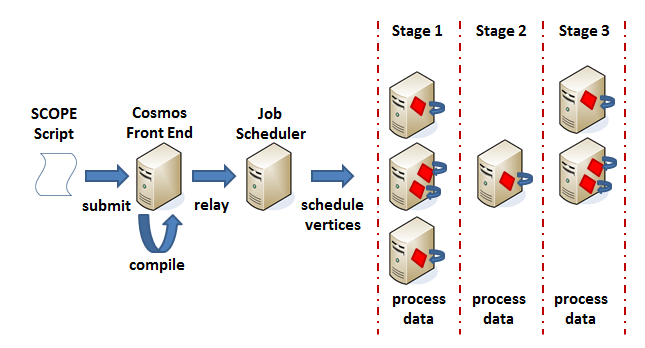 Stage 1
Stage 2
Stage 3
SCOPE
Script
Cosmos
Front End
Job
Scheduler
submit
relay
schedule
vertices
compile
process
data
process
data
process
data